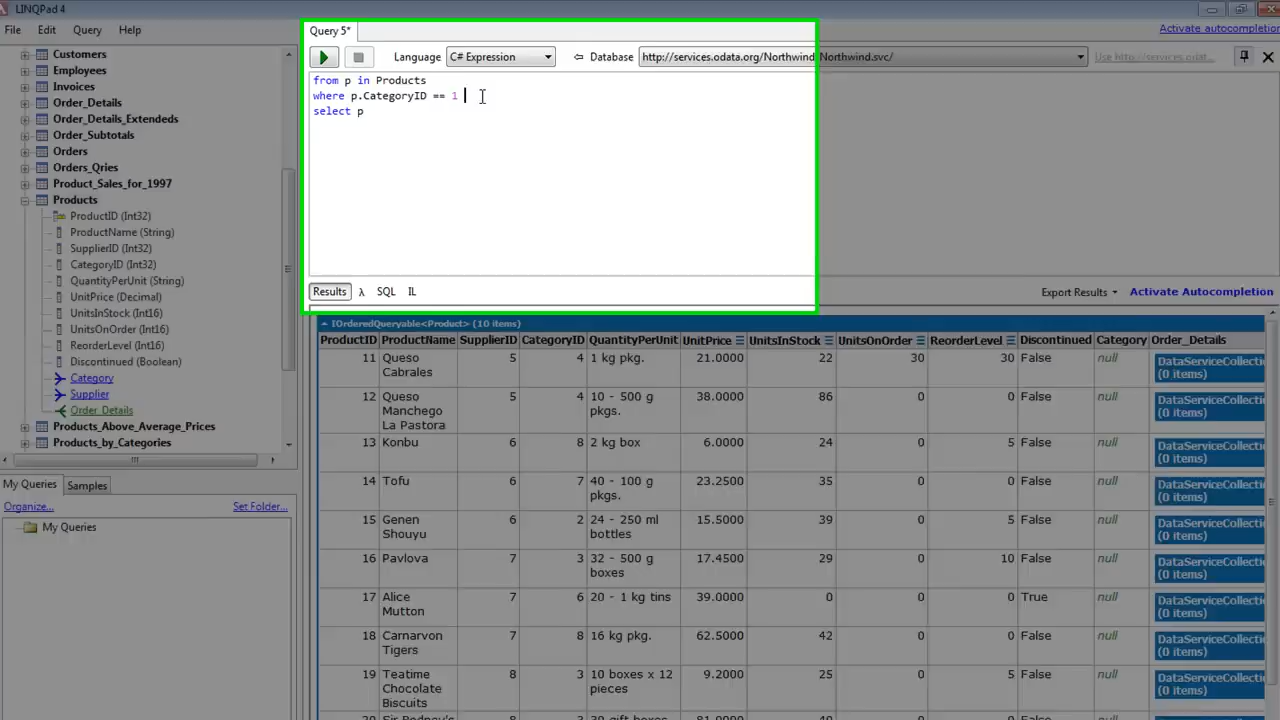 LINQPad 4
File Edit Query Help
Activate autocompletion
Customers
Employees
Invoices
Order_Details
Order_Details_Extendeds
Order_Subtotals
Orders
Orders_Qries
Product_Sales_for_1997
Products
ProductID (Int32)
ProductName (String)
SupplierID (Int32)
CategoryID (Int32)
QuantityPerUnit (String)
UnitPrice (Decimal)
UnitsInStock (Int16)
UnitsOnOrder (Int16)
ReorderLevel (Int16)
Discontinued (Boolean)
Category
Supplier
Order_Details
Products_Above_Average_Prices
Products_by_Categories
My Queries Samples
Organize... Set Folder...
My Queries
Query 5*
Language C# Expression Database http://services.odata.org/Northwind/Northwind.svc/ Use http://services.odata...
from p in Products
where p.CategoryID == 1
select p
Results λ SQL IL Export Results Activate Autocompletion
IOrderedQueryable<Product> (10 items)
ProductID ProductName SupplierID CategoryID QuantityPerUnit UnitPrice UnitsInStock UnitsOnOrder ReorderLevel Discontinued Category Order_Details
11 Queso 5 4 1 kg pkg. 21.0000 22 30 30 False null DataServiceCollecti
Cabrales (0 items)
12 Queso 5 4 10 - 500 g 38.0000 86 0 0 False null DataServiceCollecti
Manchego pkgs. (0 items)
La Pastora
13 Konbu 6 8 2 kg box 6.0000 24 0 5 False null DataServiceCollecti
(0 items)
14 Tofu 6 7 40 - 100 g 23.2500 35 0 0 False null DataServiceCollecti
pkgs. (0 items)
15 Genen 6 2 24 - 250 ml 15.5000 39 0 5 False null DataServiceCollecti
Shouyu bottles (0 items)
16 Pavlova 7 3 32 - 500 g 17.4500 29 0 10 False null DataServiceCollecti
boxes (0 items)
17 Alice 7 6 20 - 1 kg tins 39.0000 0 0 0 True null DataServiceCollecti
Mutton (0 items)
18 Carnarvon 7 8 16 kg pkg. 62.5000 42 0 0 False null DataServiceCollecti
Tigers (0 items)
19 Teatime 8 3 10 boxes x 12 9.2000 25 0 5 False null DataServiceCollecti
Chocolate pieces (0 items)
Biscuits